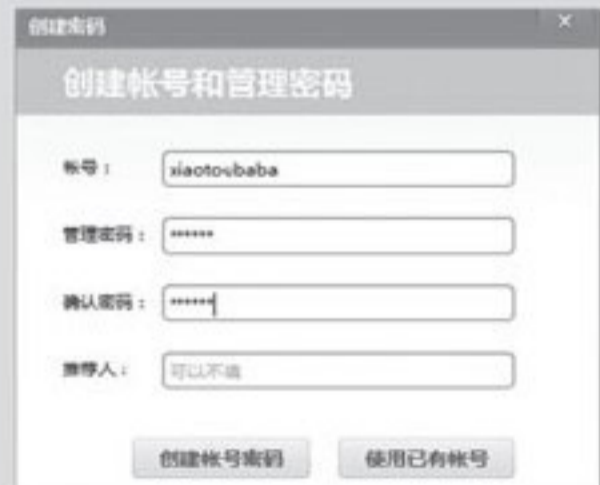 创建密码
创建帐号和管理密码
帐号：
xiaotoubaba
管理密码：
******
确认密码：
******
推荐人：
可以不填
创建帐号密码
使用已有帐号